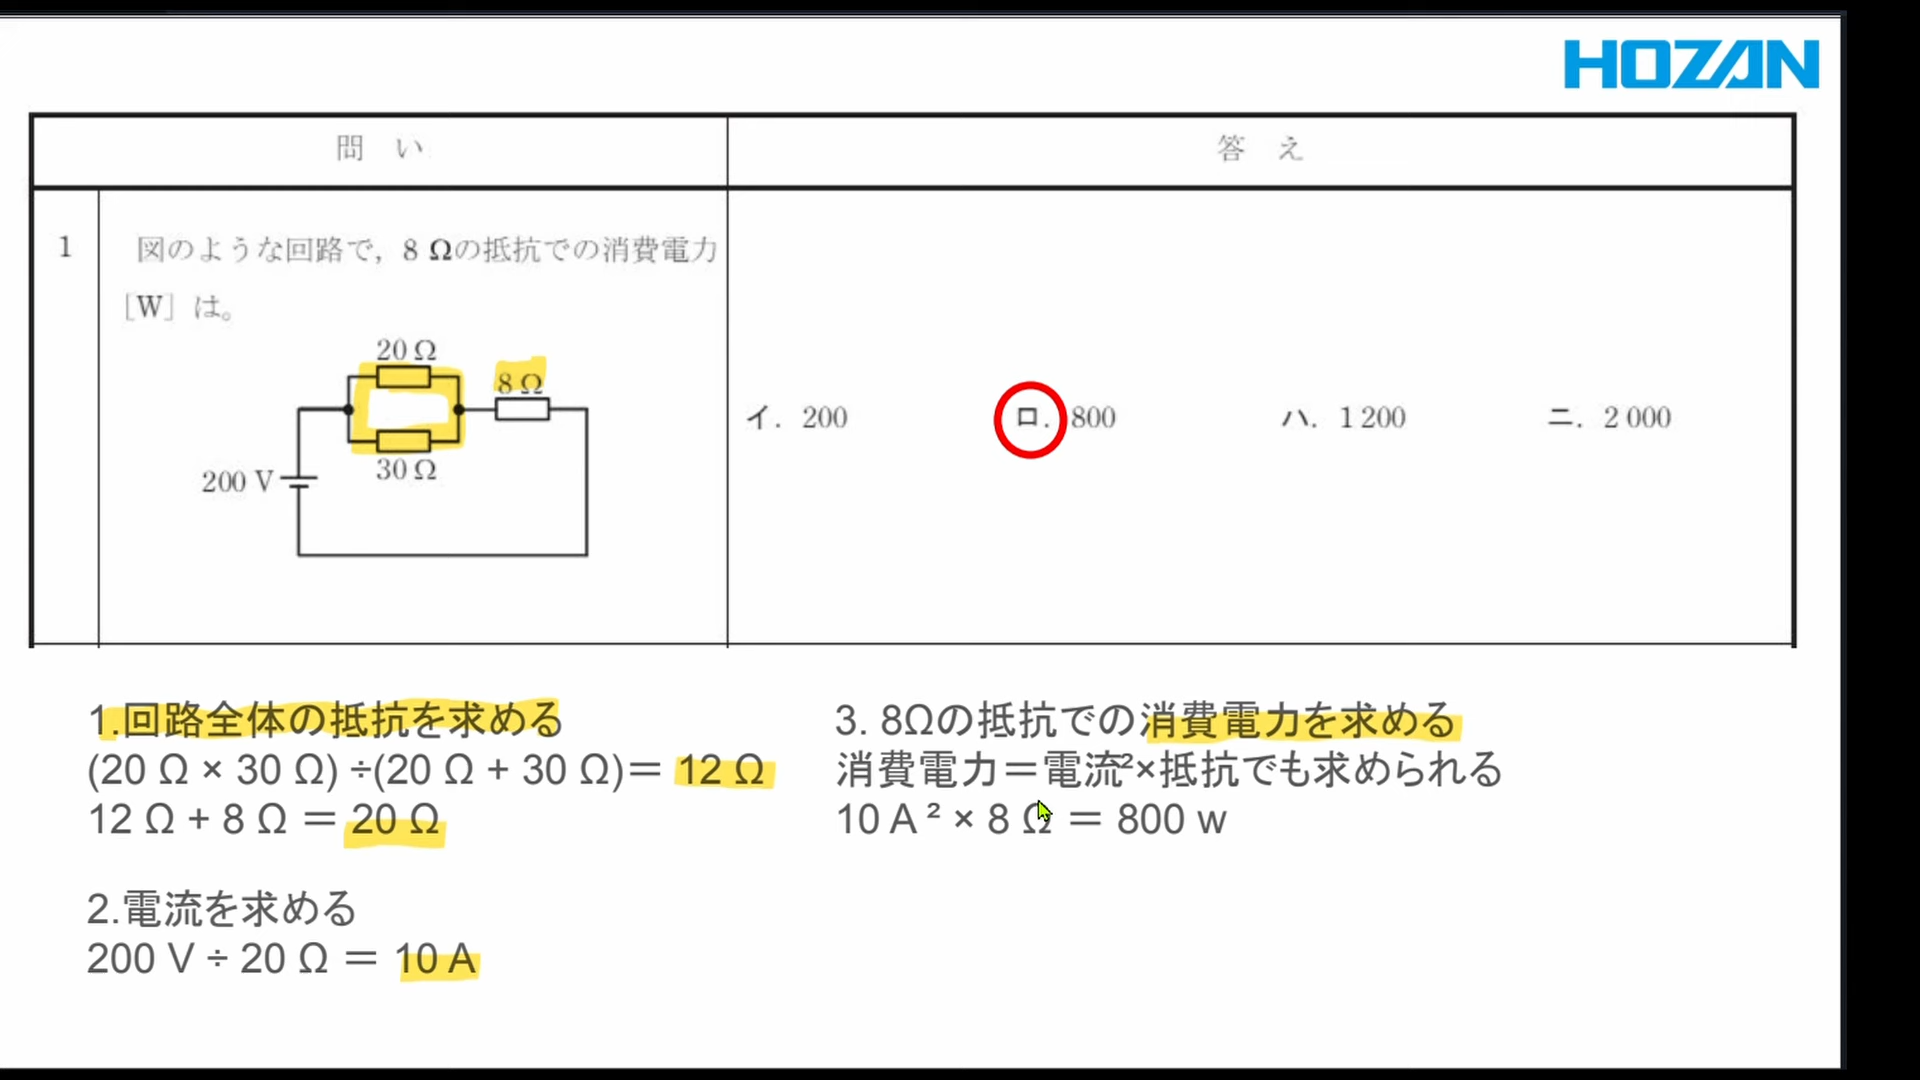 HOZAN
問 い
答 え
1
図のような回路で，8 Ωの抵抗での消費電力
［W］は。
20 Ω
8 Ω
30 Ω
200 V
イ．200
ロ．800
ハ．1 200
ニ．2 000
1.回路全体の抵抗を求める
(20 Ω × 30 Ω) ÷(20 Ω + 30 Ω)＝ 12 Ω
12 Ω + 8 Ω ＝ 20 Ω
2.電流を求める
200 V ÷ 20 Ω ＝ 10 A
3. 8Ωの抵抗での消費電力を求める
消費電力＝電流²×抵抗でも求められる
10 A ² × 8 Ω ＝ 800 w